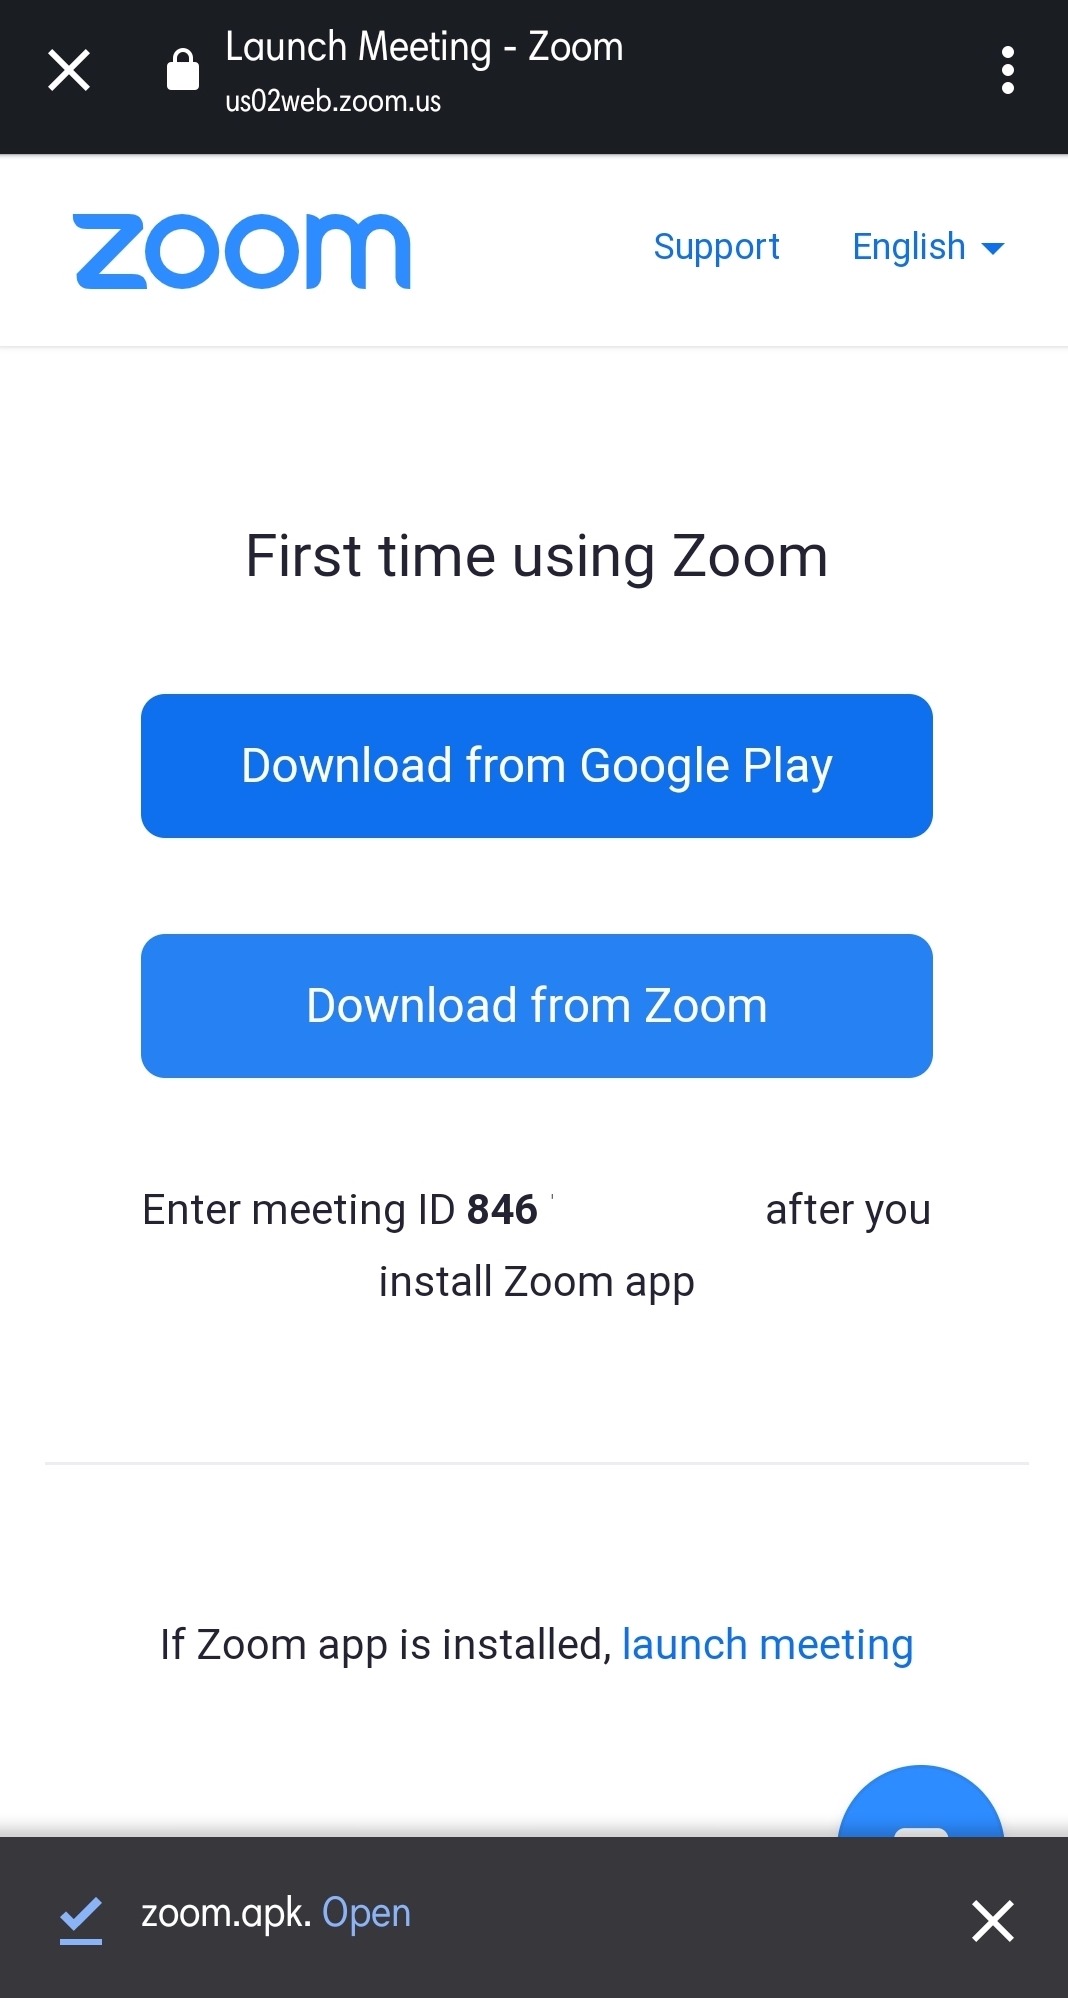 Launch Meeting - Zoom
us02web.zoom.us
zoom
Support English
First time using Zoom
Download from Google Play
Download from Zoom
Enter meeting ID 846 after you
install Zoom app
If Zoom app is installed, launch meeting
zoom.apk. Open